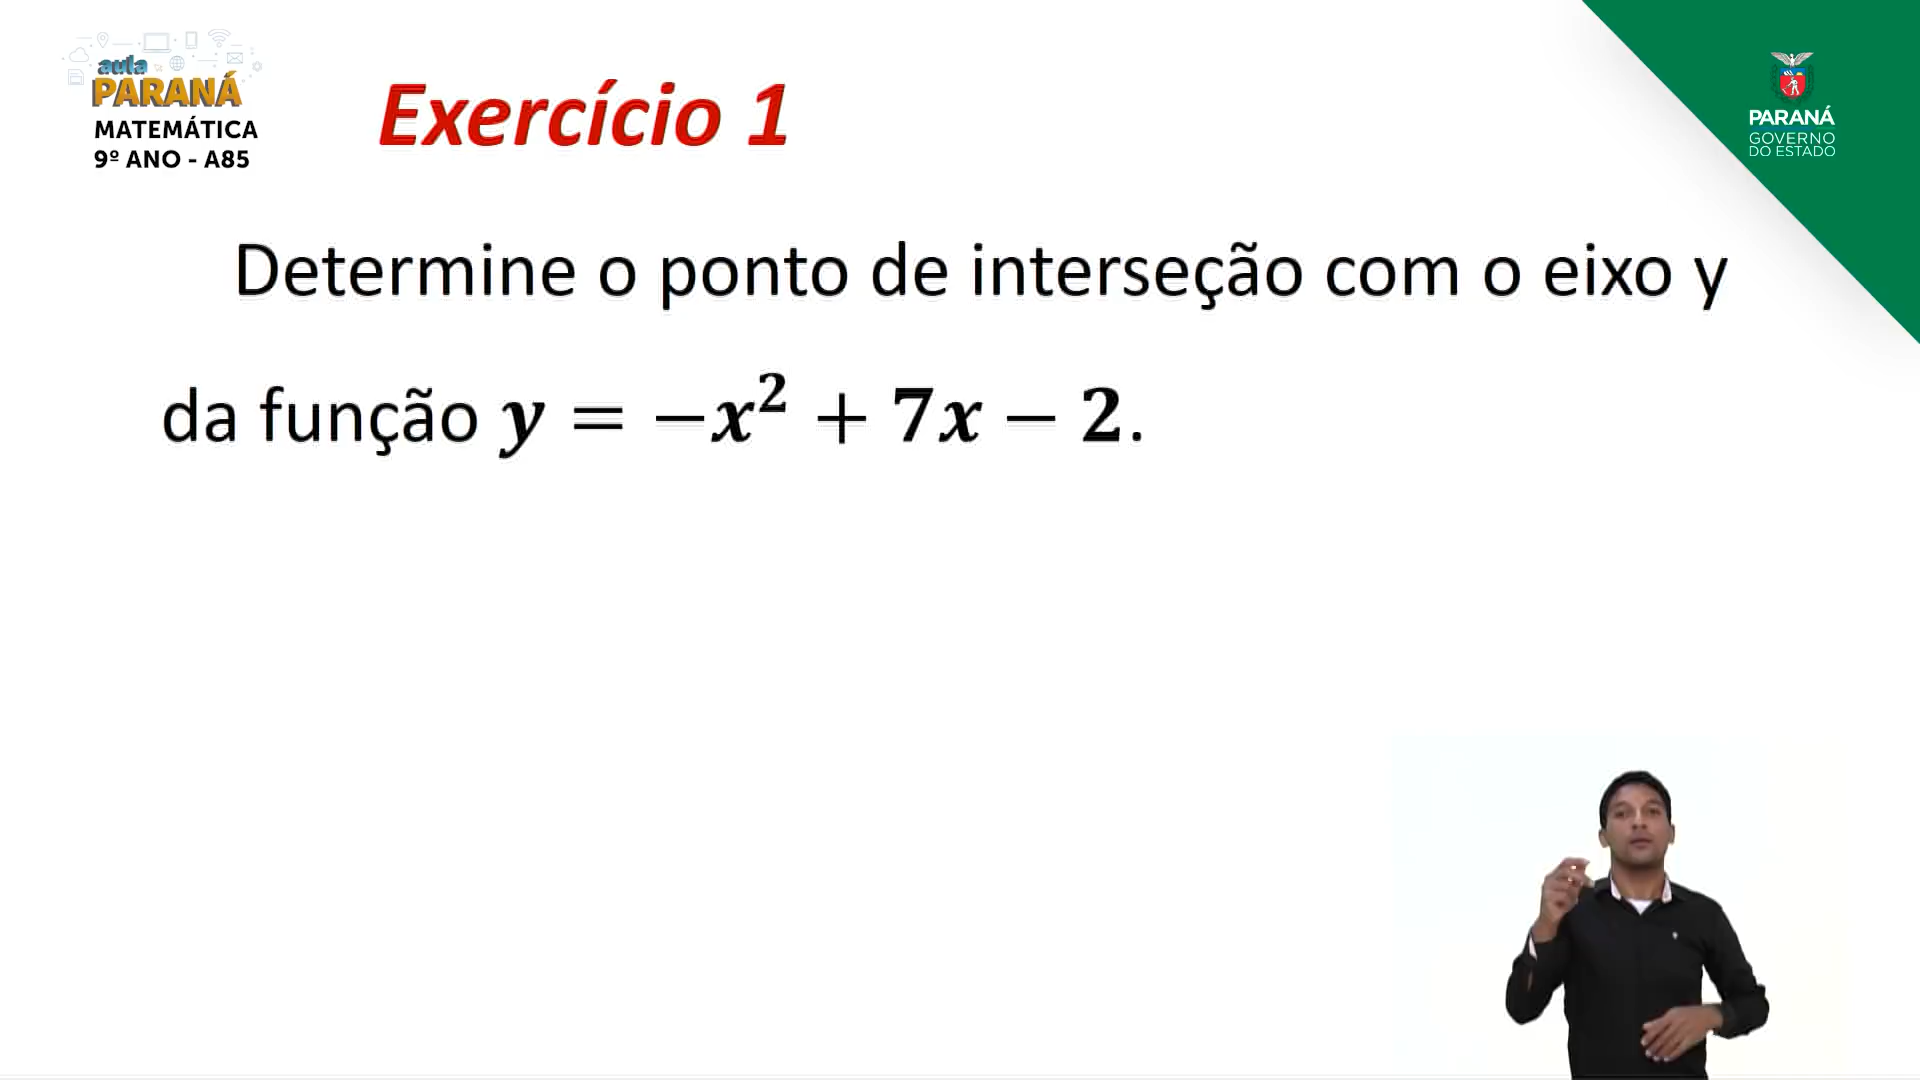 aula
PARANÁ
MATEMÁTICA
9º ANO - A85
Exercício 1
PARANÁ
GOVERNO
DO ESTADO
Determine o ponto de interseção com o eixo y
da função y = −x² + 7x − 2.